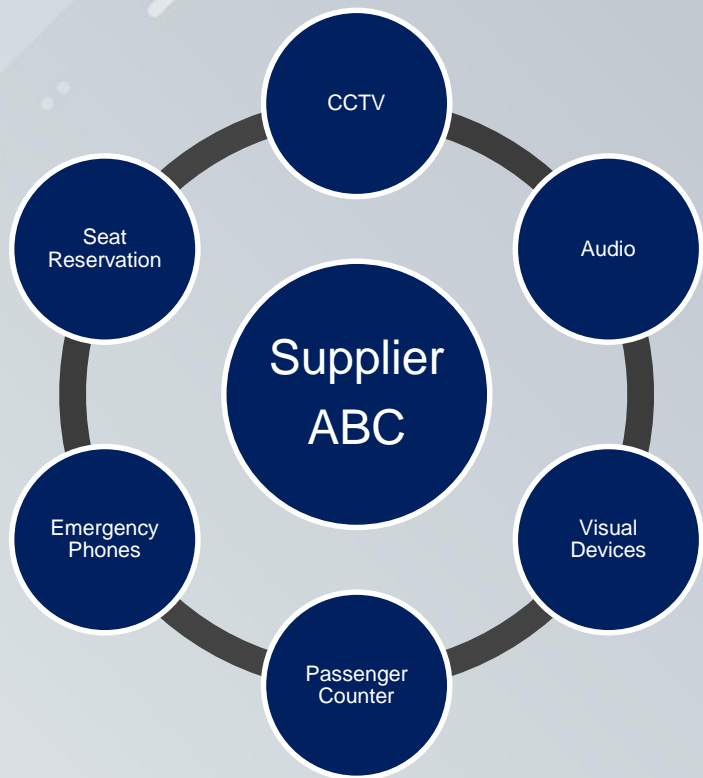 CCTV
Audio
Visual
Devices
Passenger
Counter
Emergency
Phones
Seat
Reservation
Supplier
ABC